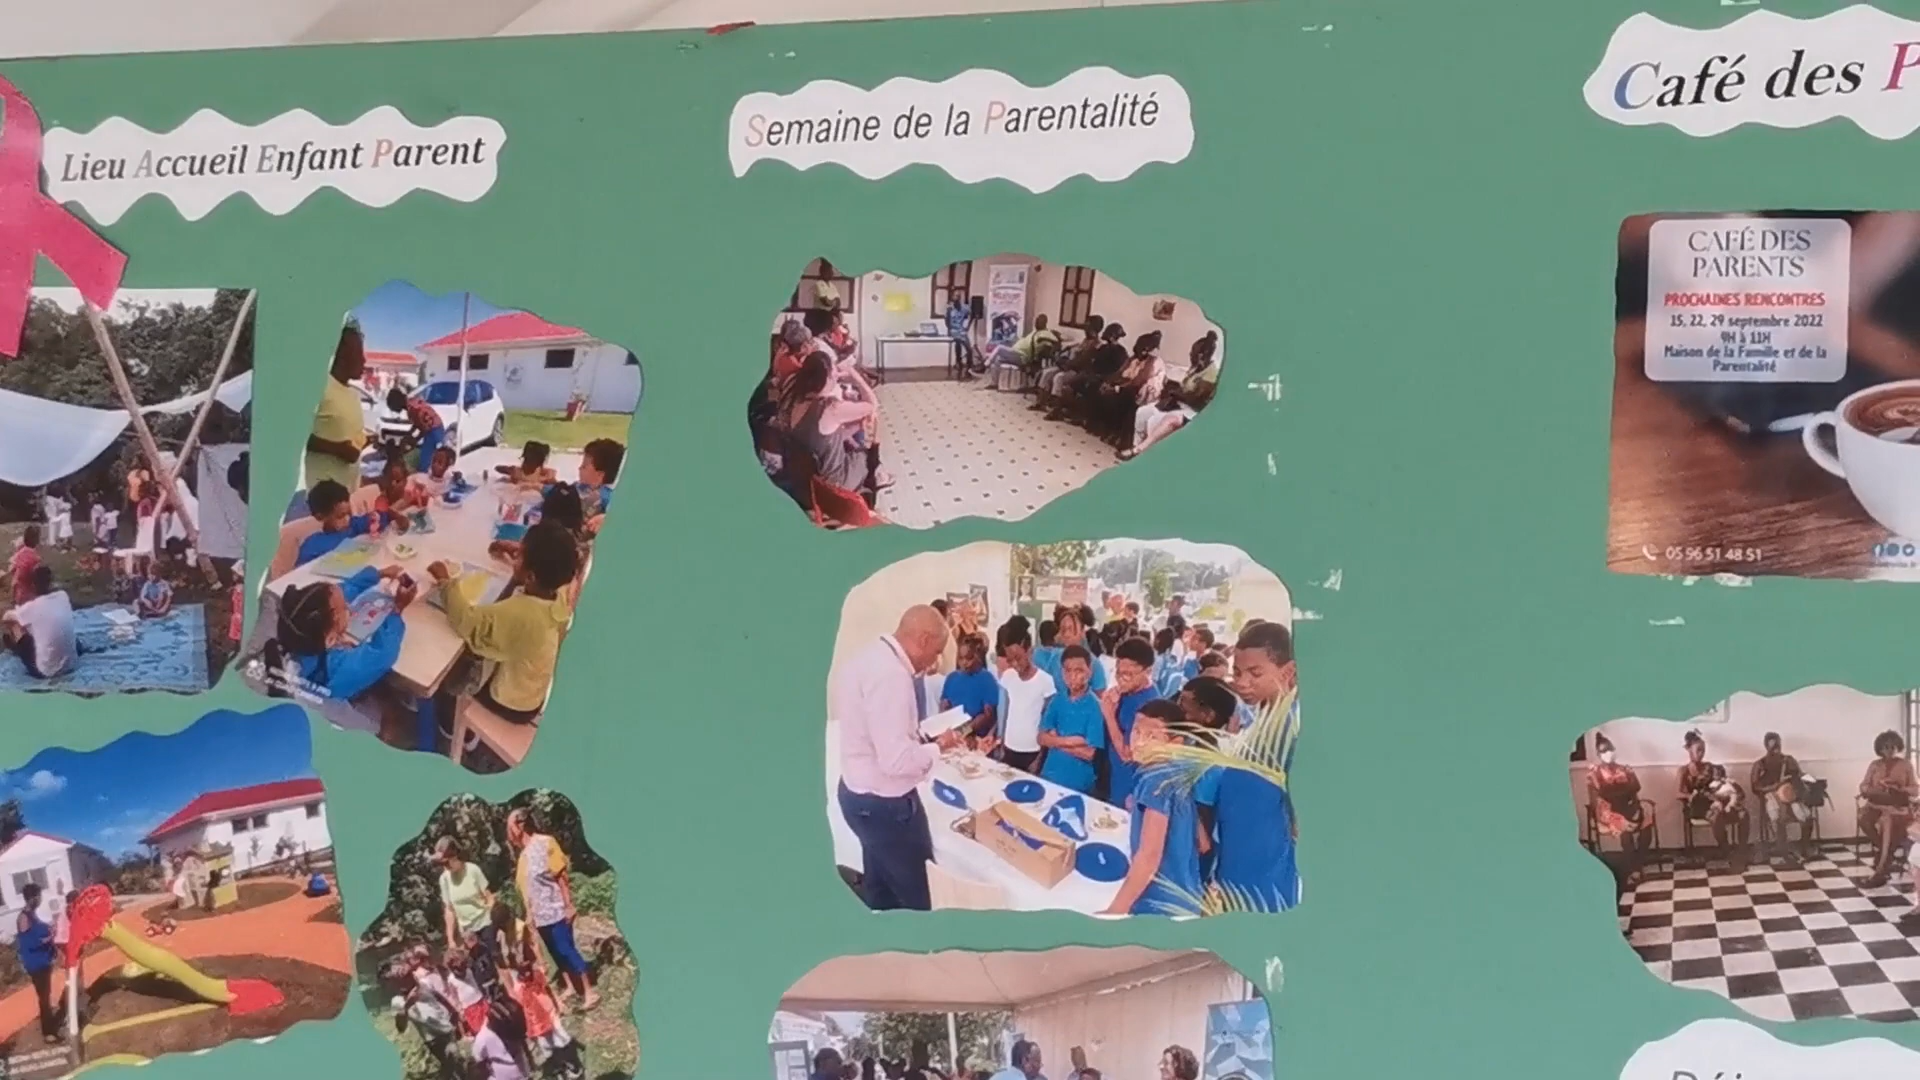 Lieu Accueil Enfant Parent
Semaine de la Parentalité
Café des P
CAFÉ DES
PARENTS
PROCHAINES RENCONTRES
15, 22, 29 septembre 2022
9H à 11H
Maison de la Famille et de la
Parentalité
05 96 51 48 51